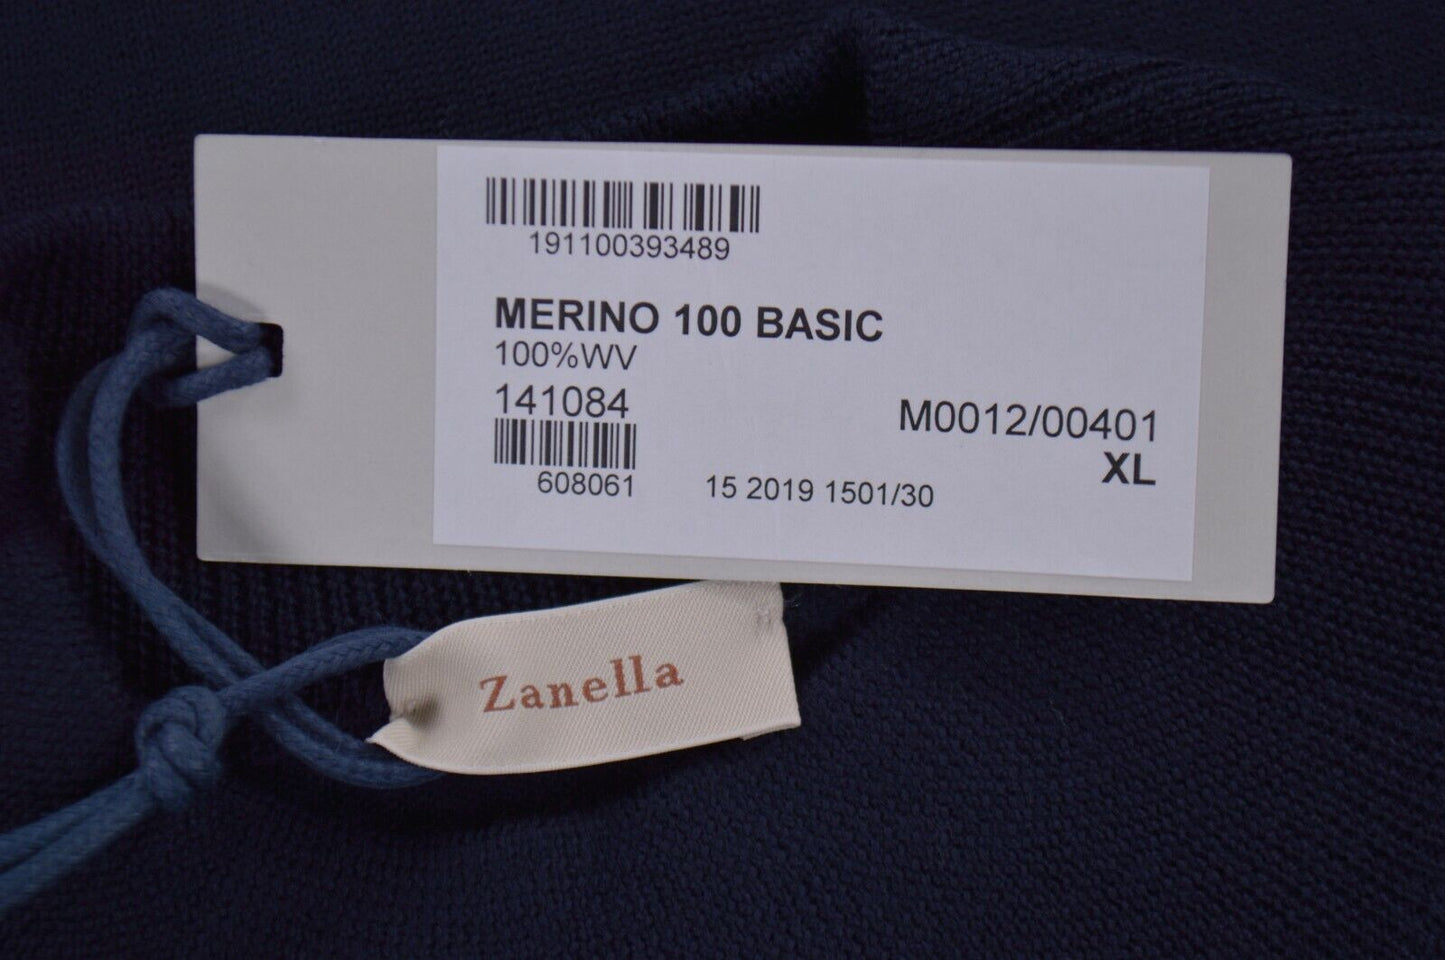 191100393489
MERINO 100 BASIC
100%WV
141084
M0012/00401
XL
608061
15 2019 1501/30
Zanella